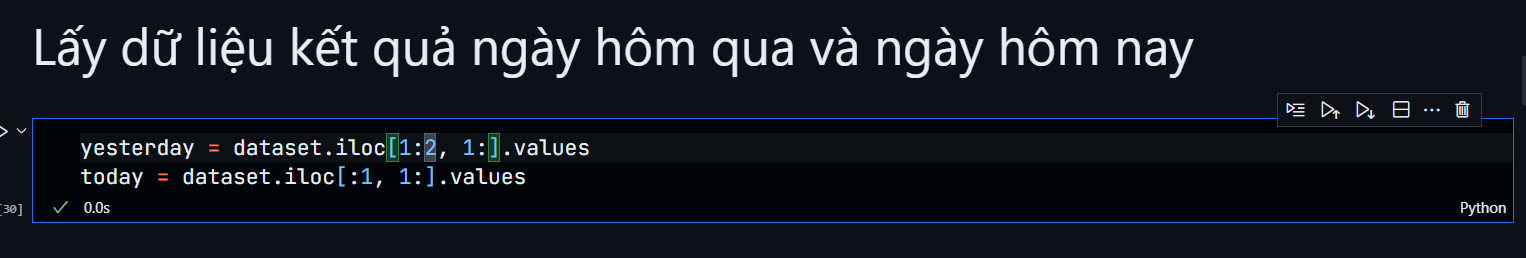 Lấy dữ liệu kết quả ngày hôm qua và ngày hôm nay
yesterday = dataset.iloc[1:2, 1:].values
today = dataset.iloc[:1, 1:].values
[30]
0.0s
Python